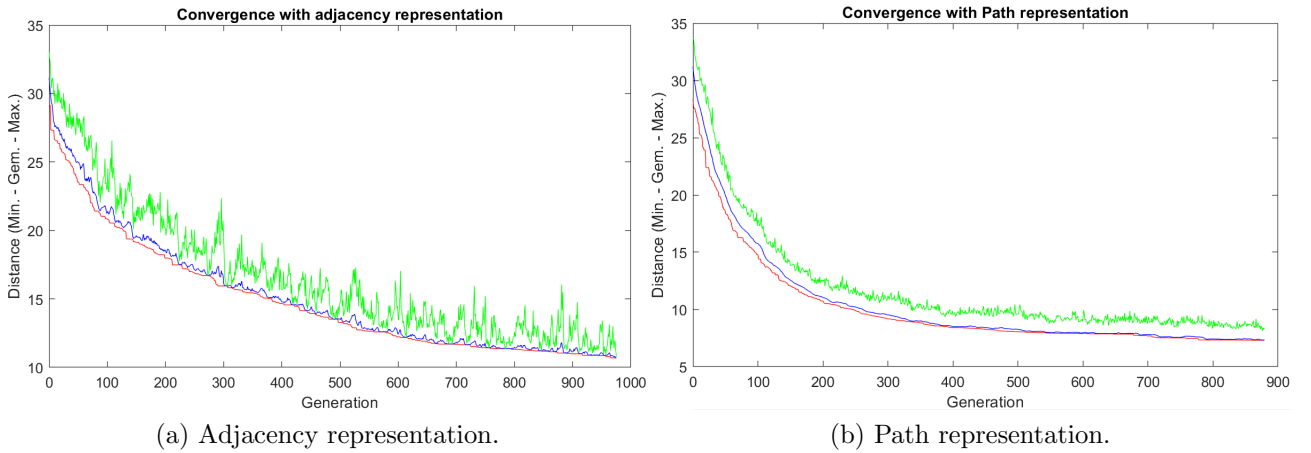 Convergence with adjacency representation
35
30
25
20
15
10
Distance (Min. - Gem. - Max.)
0 100 200 300 400 500 600 700 800 900 1000
Generation
(a) Adjacency representation.
Convergence with Path representation
35
30
25
20
15
10
5
Distance (Min. - Gem. - Max.)
0 100 200 300 400 500 600 700 800 900
Generation
(b) Path representation.